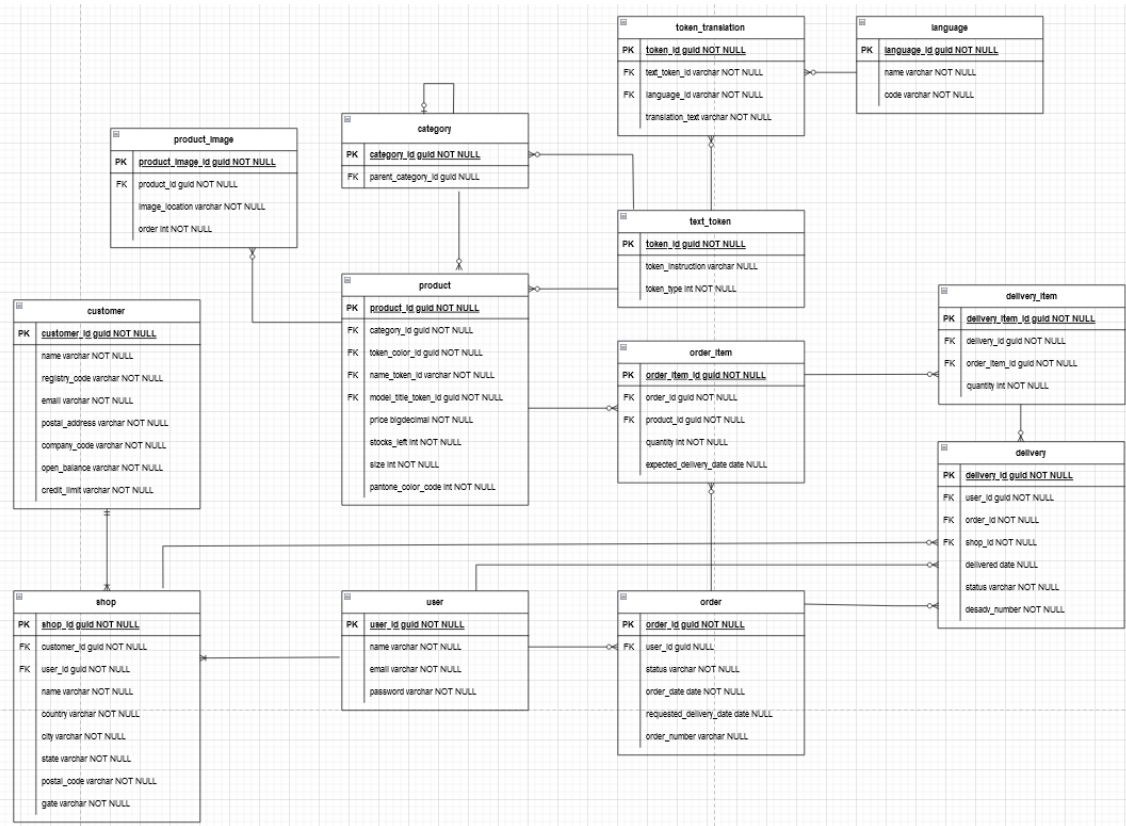 token_translation
PK token_id guid NOT NULL
FK text_token_id varchar NOT NULL
FK language_id varchar NOT NULL
translation_text varchar NOT NULL
language
PK language_id guid NOT NULL
name varchar NOT NULL
code varchar NOT NULL
category
PK category_id guid NOT NULL
FK parent_category_id guid NULL
product_image
PK product_image_id guid NOT NULL
FK product_id guid NOT NULL
image_location varchar NOT NULL
order int NOT NULL
text_token
PK token_id guid NOT NULL
token_instruction varchar NULL
token_type int NOT NULL
product
PK product_id guid NOT NULL
FK category_id guid NOT NULL
FK token_color_id guid NOT NULL
FK name_token_id varchar NOT NULL
FK model_title_token_id guid NOT NULL
price bigdecimal NOT NULL
stocks_left int NOT NULL
size int NOT NULL
pantone_color_code int NOT NULL
customer
PK customer_id guid NOT NULL
name varchar NOT NULL
registry_code varchar NOT NULL
email varchar NOT NULL
postal_address varchar NOT NULL
company_code varchar NOT NULL
open_balance varchar NOT NULL
credit_limit varchar NOT NULL
order_item
PK order_item_id guid NOT NULL
FK order_id guid NOT NULL
FK product_id guid NOT NULL
quantity int NOT NULL
expected_delivery_date date NULL
delivery_item
PK delivery_item_id guid NOT NULL
FK delivery_id guid NOT NULL
FK order_item_id guid NOT NULL
quantity int NOT NULL
delivery
PK delivery_id guid NOT NULL
FK user_id guid NOT NULL
FK order_id NOT NULL
FK shop_id NOT NULL
delivered date NULL
status varchar NOT NULL
desadv_number NOT NULL
shop
PK shop_id guid NOT NULL
FK customer_id guid NOT NULL
FK user_id guid NOT NULL
name varchar NOT NULL
country varchar NOT NULL
city varchar NOT NULL
state varchar NOT NULL
postal_code varchar NOT NULL
gate varchar NOT NULL
user
PK user_id guid NOT NULL
name varchar NOT NULL
email varchar NOT NULL
password varchar NOT NULL
order
PK order_id guid NOT NULL
FK user_id guid NULL
status varchar NOT NULL
order_date date NOT NULL
requested_delivery_date date NULL
order_number varchar NULL